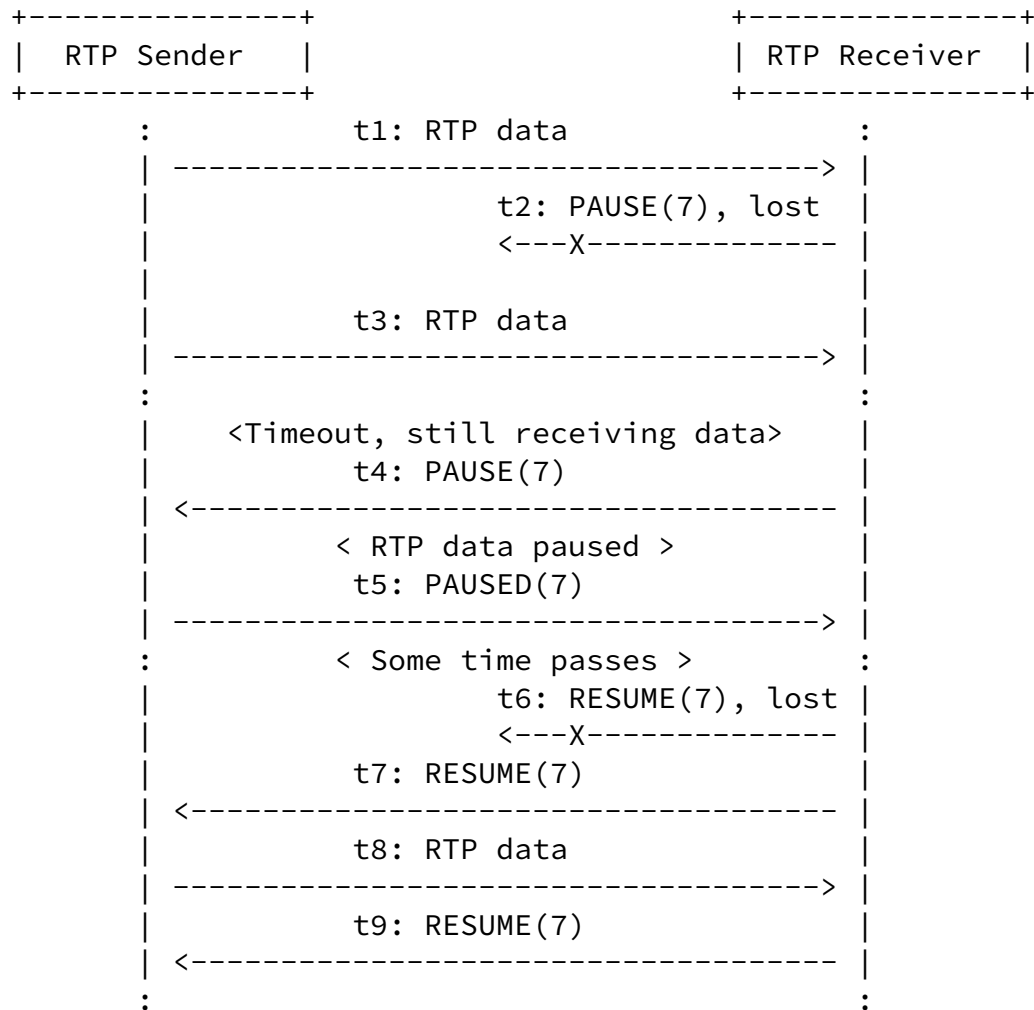 RTP Sender RTP Receiver
t1: RTP data
t2: PAUSE(7), lost
t3: RTP data
<Timeout, still receiving data>
t4: PAUSE(7)
< RTP data paused >
t5: PAUSED(7)
< Some time passes >
t6: RESUME(7), lost
t7: RESUME(7)
t8: RTP data
t9: RESUME(7)